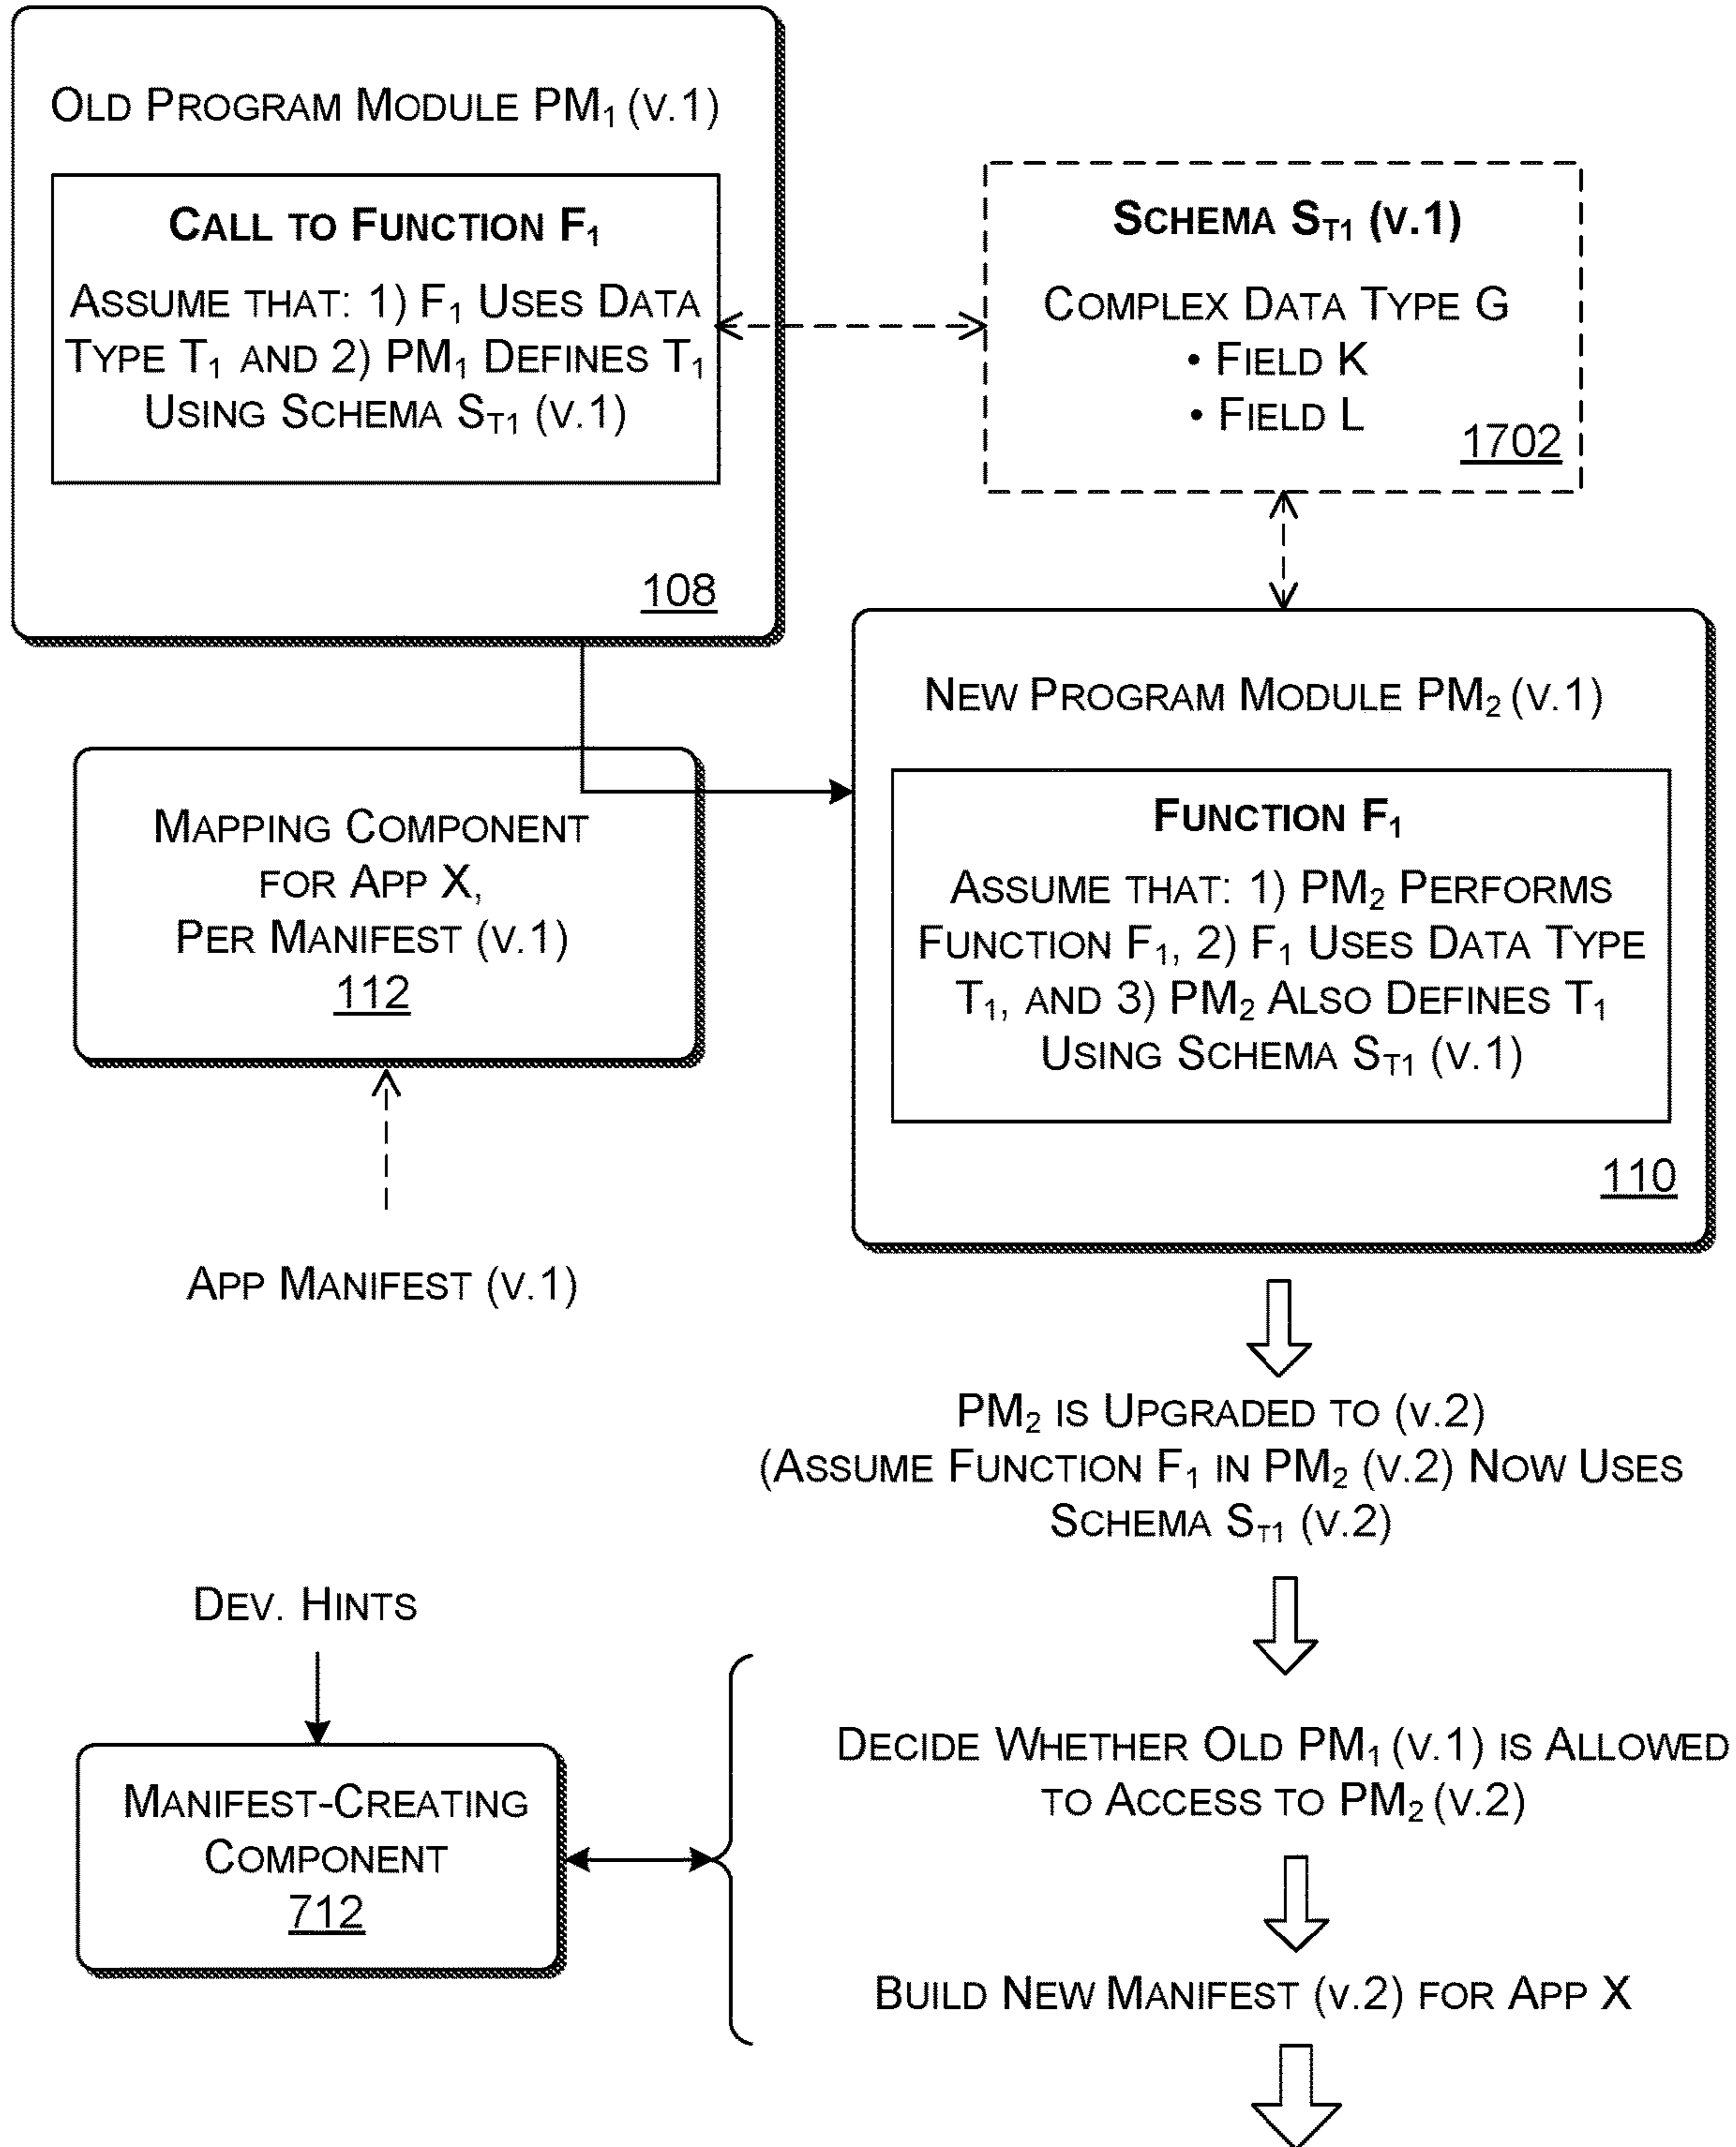 OLD PROGRAM MODULE PM₁ (V.1)
CALL TO FUNCTION F₁
ASSUME THAT: 1) F₁ USES DATA
TYPE T₁ AND 2) PM₁ DEFINES T₁
USING SCHEMA S_T1 (V.1)
108
SCHEMA S_T1 (V.1)
COMPLEX DATA TYPE G
• FIELD K
• FIELD L
1702
NEW PROGRAM MODULE PM₂ (V.1)
FUNCTION F₁
ASSUME THAT: 1) PM₂ PERFORMS
FUNCTION F₁, 2) F₁ USES DATA TYPE
T₁, AND 3) PM₂ ALSO DEFINES T₁
USING SCHEMA S_T1 (V.1)
110
MAPPING COMPONENT
FOR APP X,
PER MANIFEST (V.1)
112
APP MANIFEST (V.1)
PM₂ IS UPGRADED TO (V.2)
(ASSUME FUNCTION F₁ IN PM₂ (V.2) NOW USES
SCHEMA S_T1 (V.2)
DEV. HINTS
MANIFEST-CREATING
COMPONENT
712
DECIDE WHETHER OLD PM₁ (V.1) IS ALLOWED
TO ACCESS TO PM₂ (V.2)
BUILD NEW MANIFEST (V.2) FOR APP X